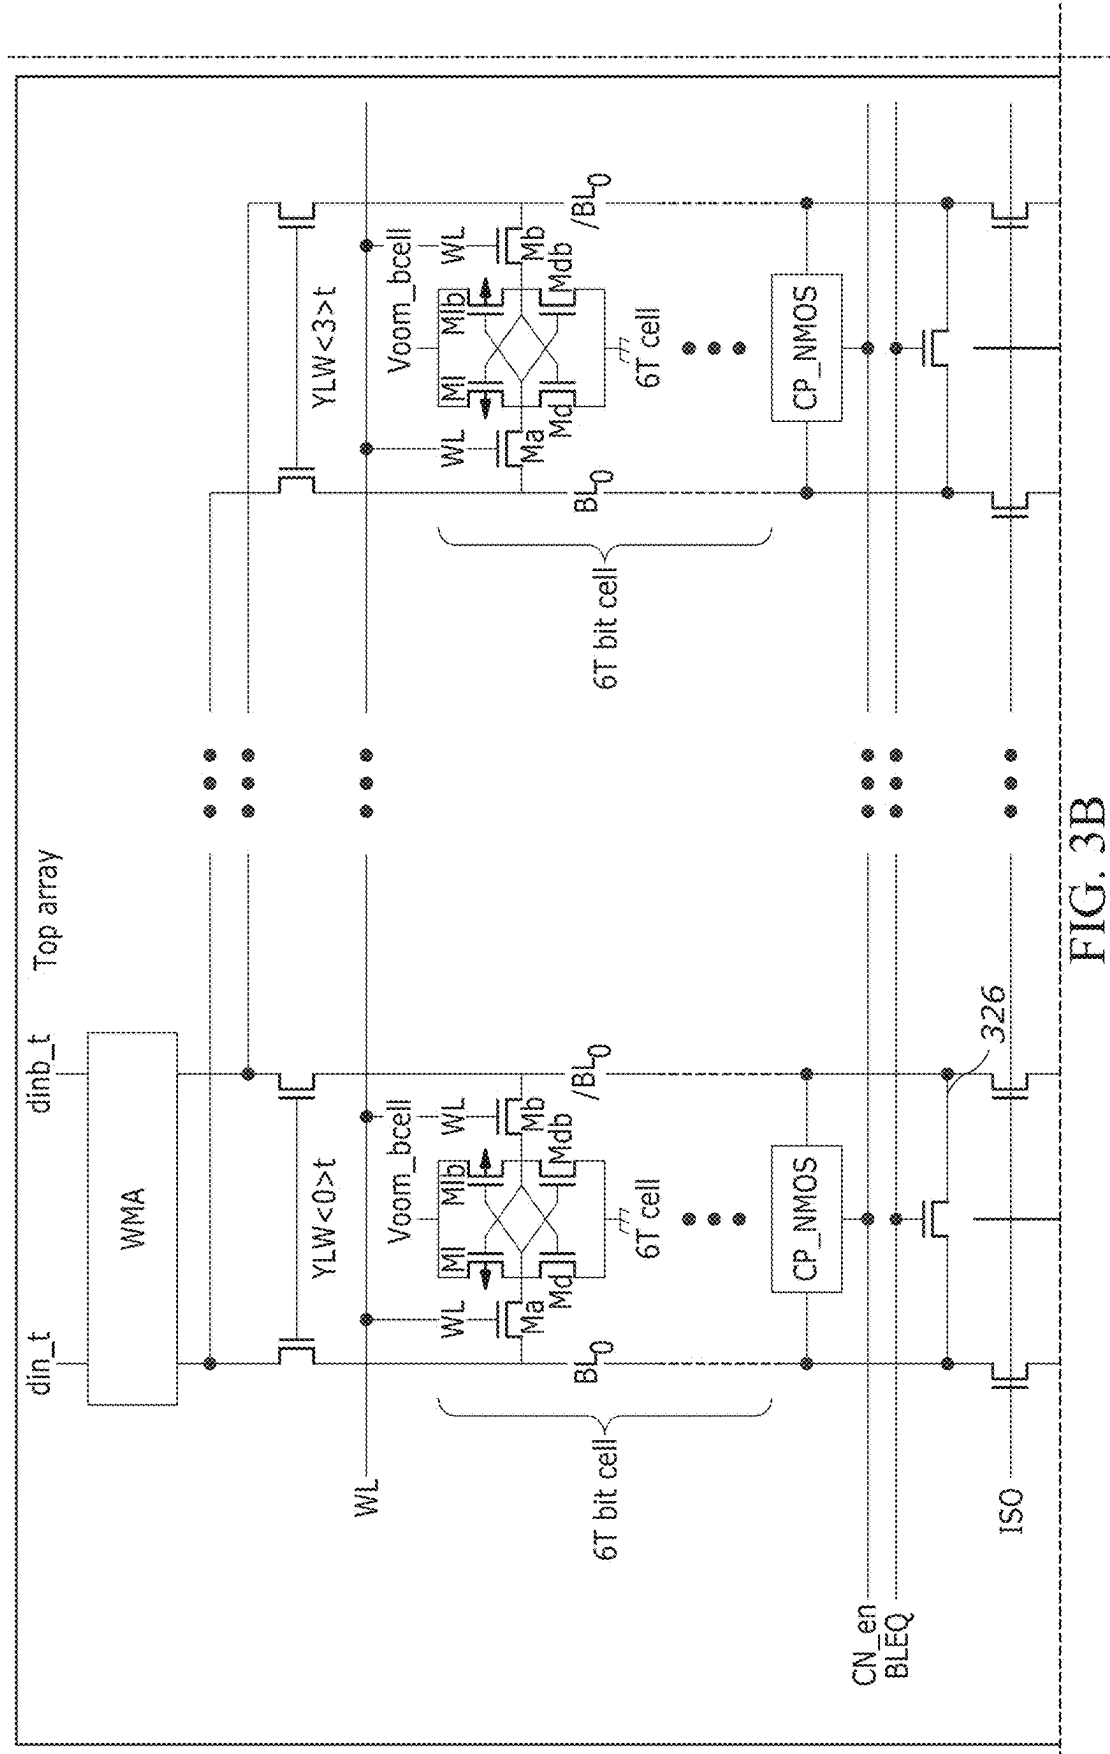 Top array
din_t
dinb_t
WMA
YLW<0>t
YLW<3>t
WL
Voom_bcell
Voom_bcell
WL
WL
WL
WL
Ml
Mlb
Ml
Mlb
Ma
Mb
Ma
Mb
Md
Mdb
Md
Mdb
BL0
/BL0
BL0
/BL0
6T bit cell
6T cell
6T bit cell
6T cell
CP_NMOS
CP_NMOS
CN_en
BLEQ
326
ISO
FIG. 3B